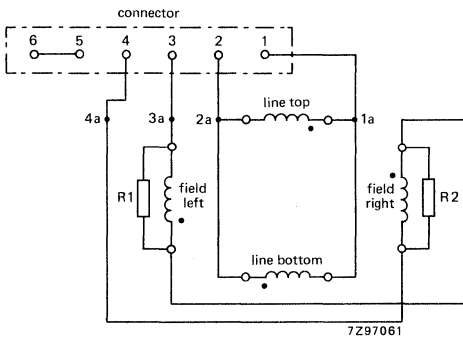 connector
6 5 4 3 2 1
line top
4a 3a 2a 1a
R1 field left
field right R2
line bottom
7Z97061